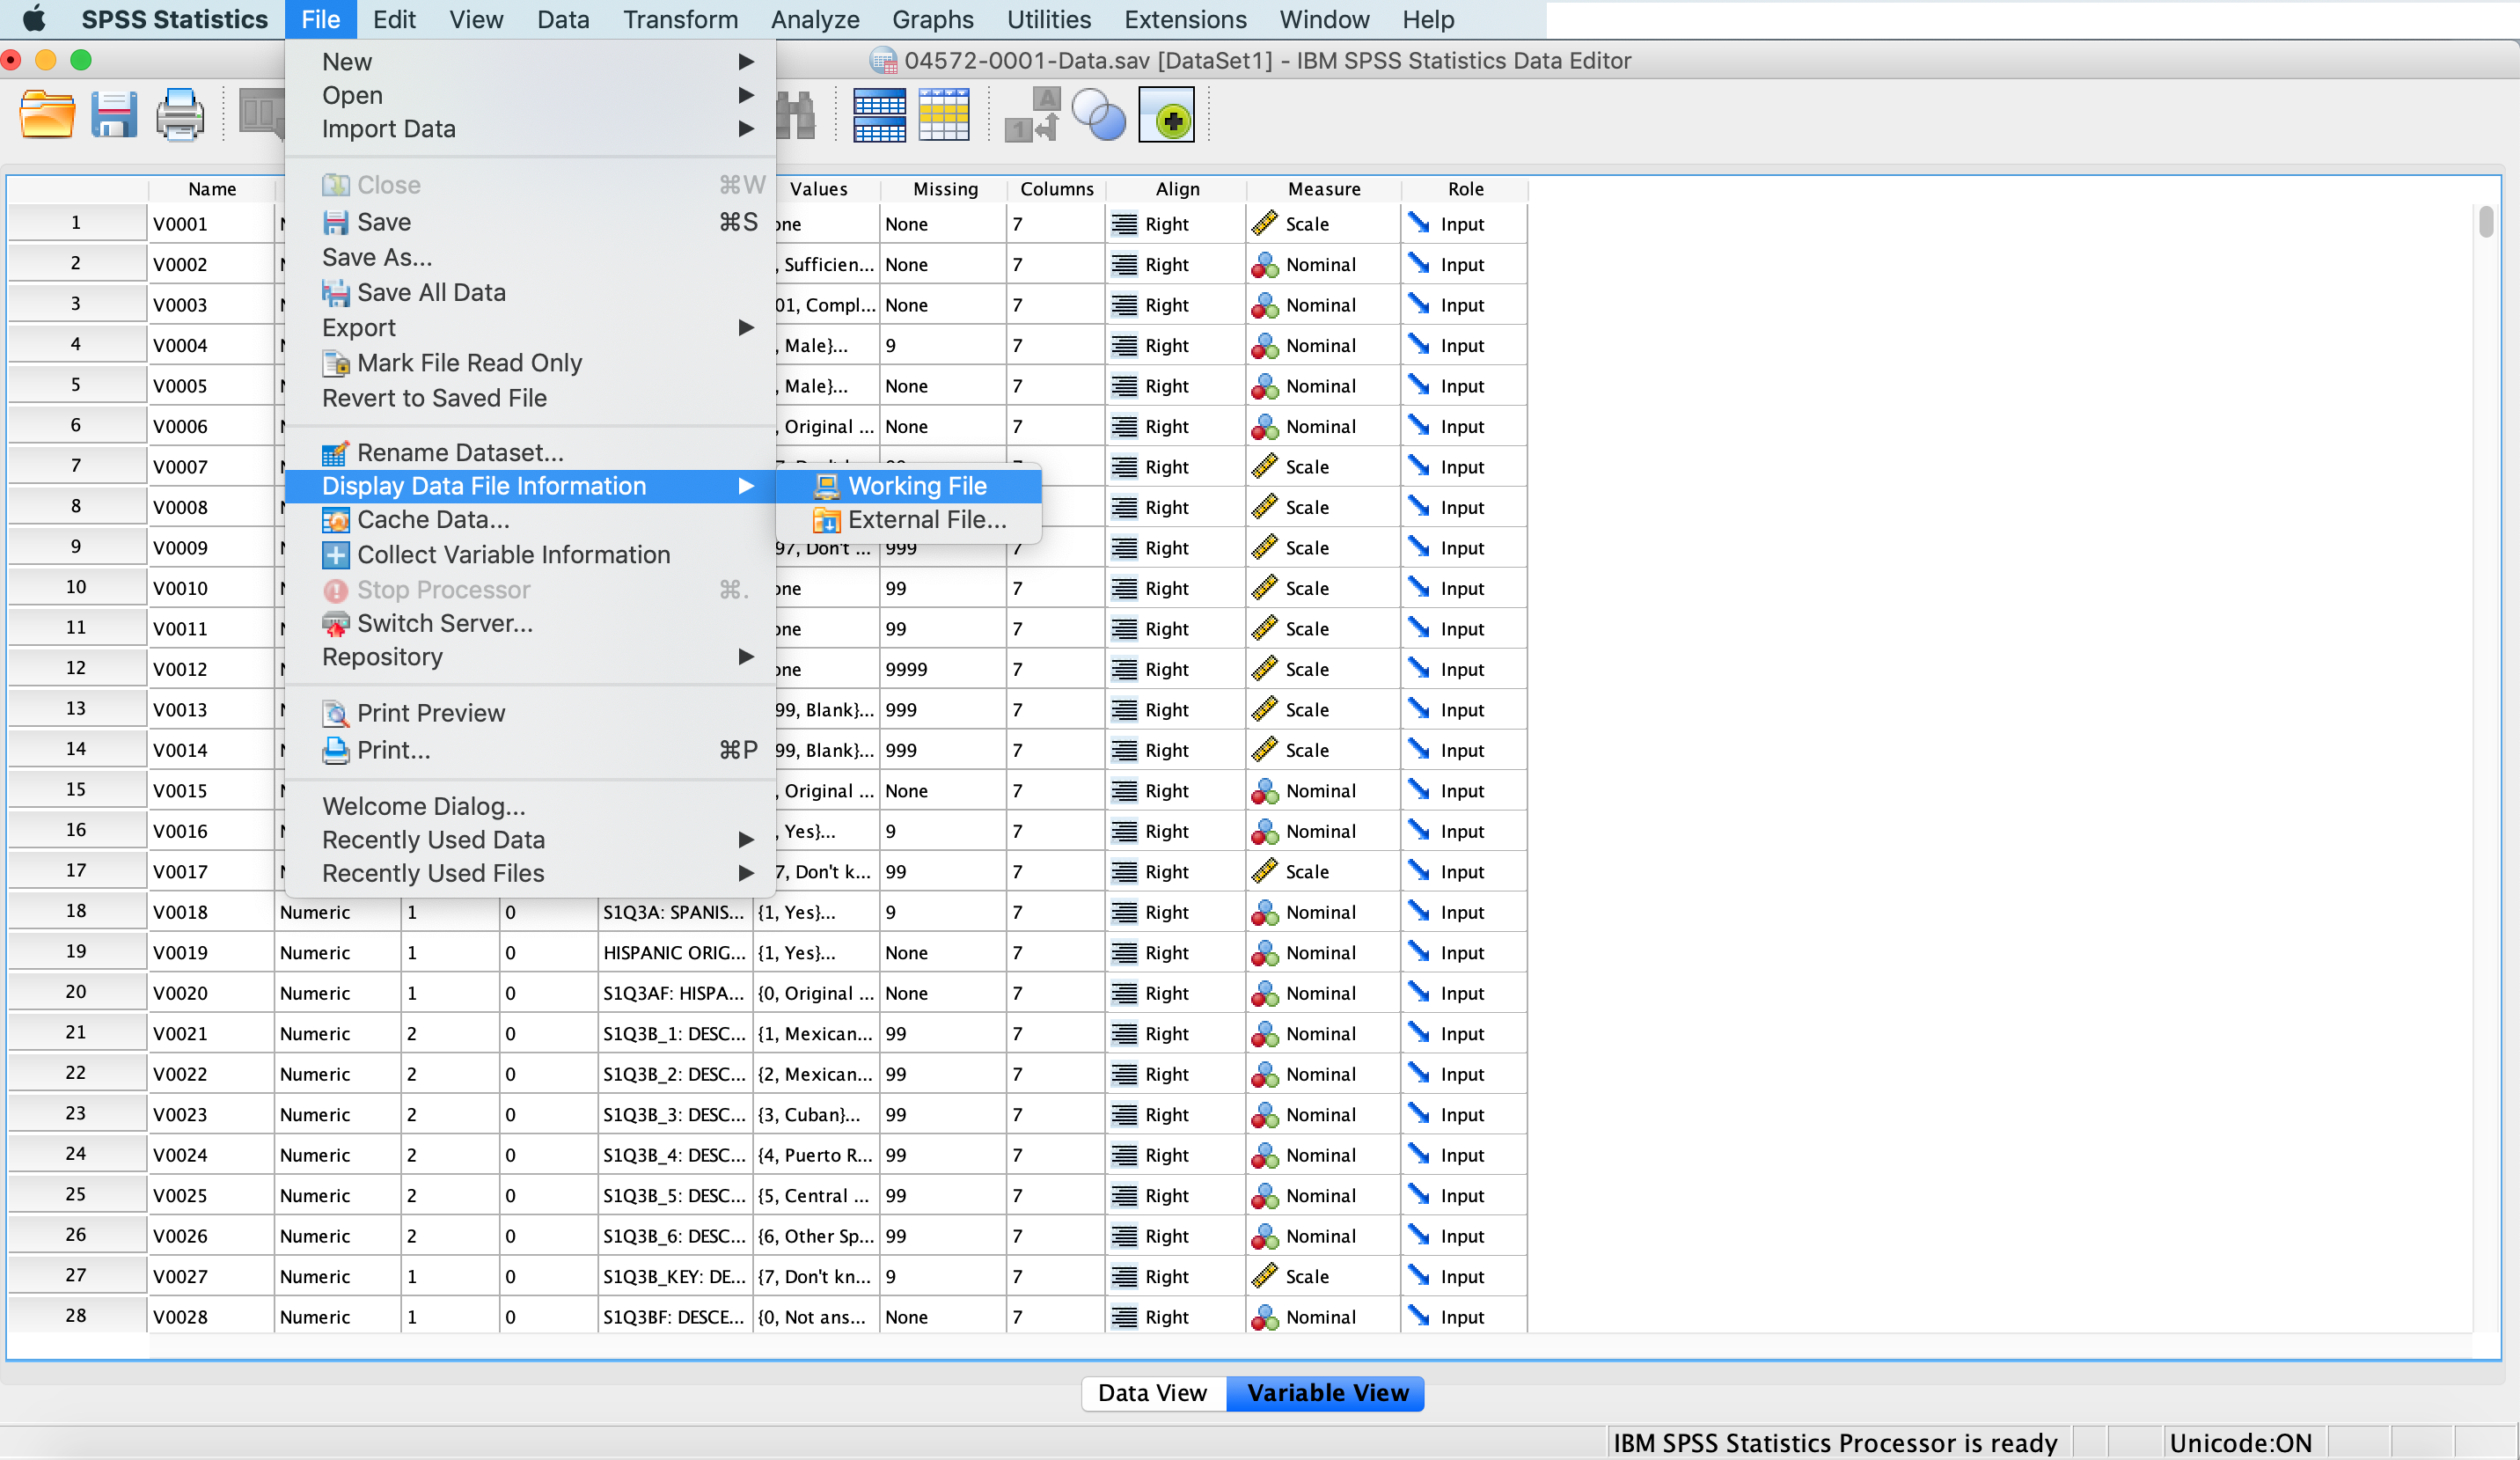 SPSS Statistics File Edit View Data Transform Analyze Graphs Utilities Extensions Window Help
04572-0001-Data.sav [DataSet1] - IBM SPSS Statistics Data Editor
New
Open
Import Data
Close ⌘W
Save ⌘S
Save As...
Save All Data
Export
Mark File Read Only
Revert to Saved File
Rename Dataset...
Display Data File Information
Cache Data...
Collect Variable Information
Stop Processor ⌘.
Switch Server...
Repository
Print Preview
Print... ⌘P
Welcome Dialog...
Recently Used Data
Recently Used Files
Working File
External File...
Name Values Missing Columns Align Measure Role
1 V0001 one None 7 Right Scale Input
2 V0002 , Sufficien... None 7 Right Nominal Input
3 V0003 01, Compl... None 7 Right Nominal Input
4 V0004 , Male}... 9 7 Right Nominal Input
5 V0005 , Male}... None 7 Right Nominal Input
6 V0006 , Original ... None 7 Right Nominal Input
7 V0007 Right Scale Input
8 V0008 Right Scale Input
9 V0009 97, Don't ... 999 7 Right Scale Input
10 V0010 one 99 7 Right Scale Input
11 V0011 one 99 7 Right Scale Input
12 V0012 one 9999 7 Right Scale Input
13 V0013 99, Blank}... 999 7 Right Scale Input
14 V0014 99, Blank}... 999 7 Right Scale Input
15 V0015 , Original ... None 7 Right Nominal Input
16 V0016 , Yes}... 9 7 Right Nominal Input
17 V0017 7, Don't k... 99 7 Right Scale Input
18 V0018 Numeric 1 0 S1Q3A: SPANIS... {1, Yes}... 9 7 Right Nominal Input
19 V0019 Numeric 1 0 HISPANIC ORIG... {1, Yes}... None 7 Right Nominal Input
20 V0020 Numeric 1 0 S1Q3AF: HISPA... {0, Original ... None 7 Right Nominal Input
21 V0021 Numeric 2 0 S1Q3B_1: DESC... {1, Mexican... 99 7 Right Nominal Input
22 V0022 Numeric 2 0 S1Q3B_2: DESC... {2, Mexican... 99 7 Right Nominal Input
23 V0023 Numeric 2 0 S1Q3B_3: DESC... {3, Cuban}... 99 7 Right Nominal Input
24 V0024 Numeric 2 0 S1Q3B_4: DESC... {4, Puerto R... 99 7 Right Nominal Input
25 V0025 Numeric 2 0 S1Q3B_5: DESC... {5, Central ... 99 7 Right Nominal Input
26 V0026 Numeric 2 0 S1Q3B_6: DESC... {6, Other Sp... 99 7 Right Nominal Input
27 V0027 Numeric 1 0 S1Q3B_KEY: DE... {7, Don't kn... 9 7 Right Scale Input
28 V0028 Numeric 1 0 S1Q3BF: DESCE... {0, Not ans... None 7 Right Nominal Input
Data View Variable View
IBM SPSS Statistics Processor is ready Unicode:ON